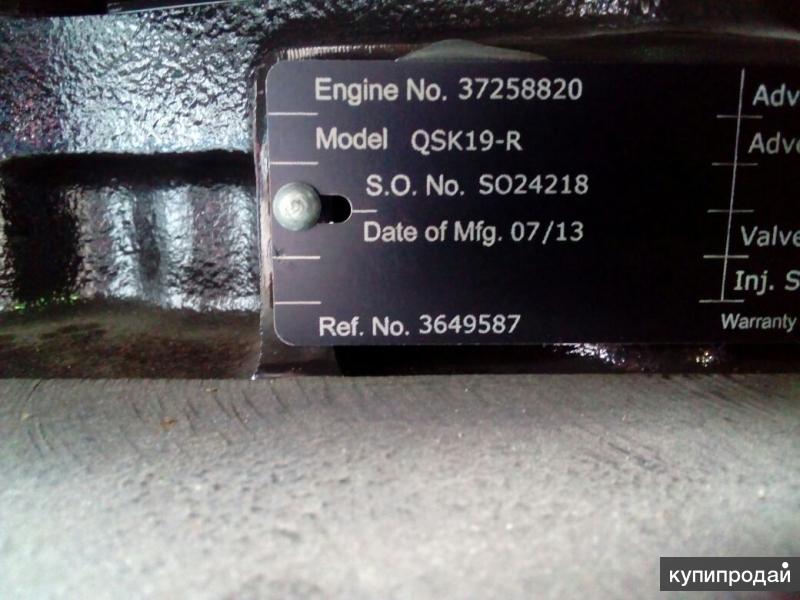 Engine No. 37258820
Model QSK19-R
S.O. No. SO24218
Date of Mfg. 07/13
Ref. No. 3649587
Adv
Adve
Valve
Inj. S
Warranty
купипродай